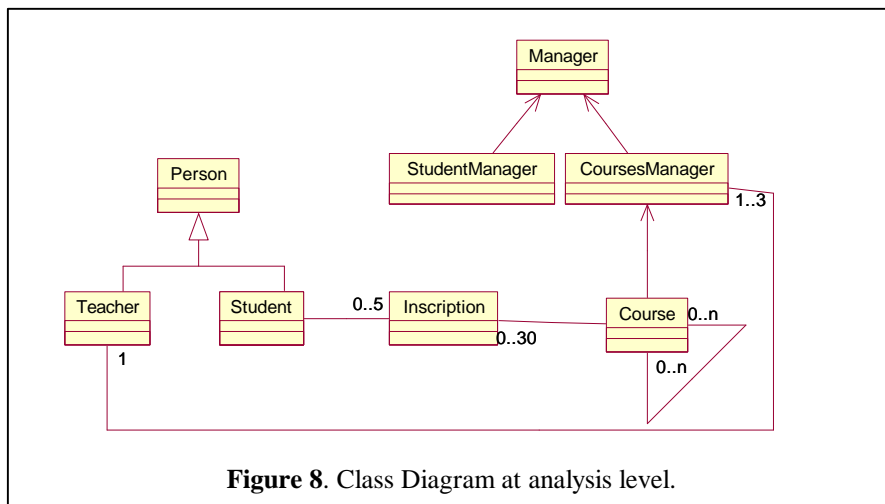 Manager
StudentManager
CoursesManager
1..3
Person
Teacher
1
Student
0..5
Inscription
0..30
Course
0..n
0..n
Figure 8. Class Diagram at analysis level.